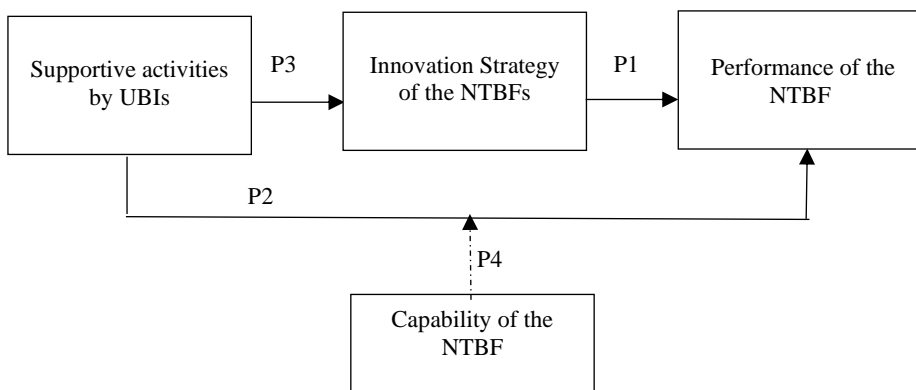 Supportive activities
by UBIs
P3
Innovation Strategy
of the NTBFs
P1
Performance of the
NTBF
P2
P4
Capability of the
NTBF